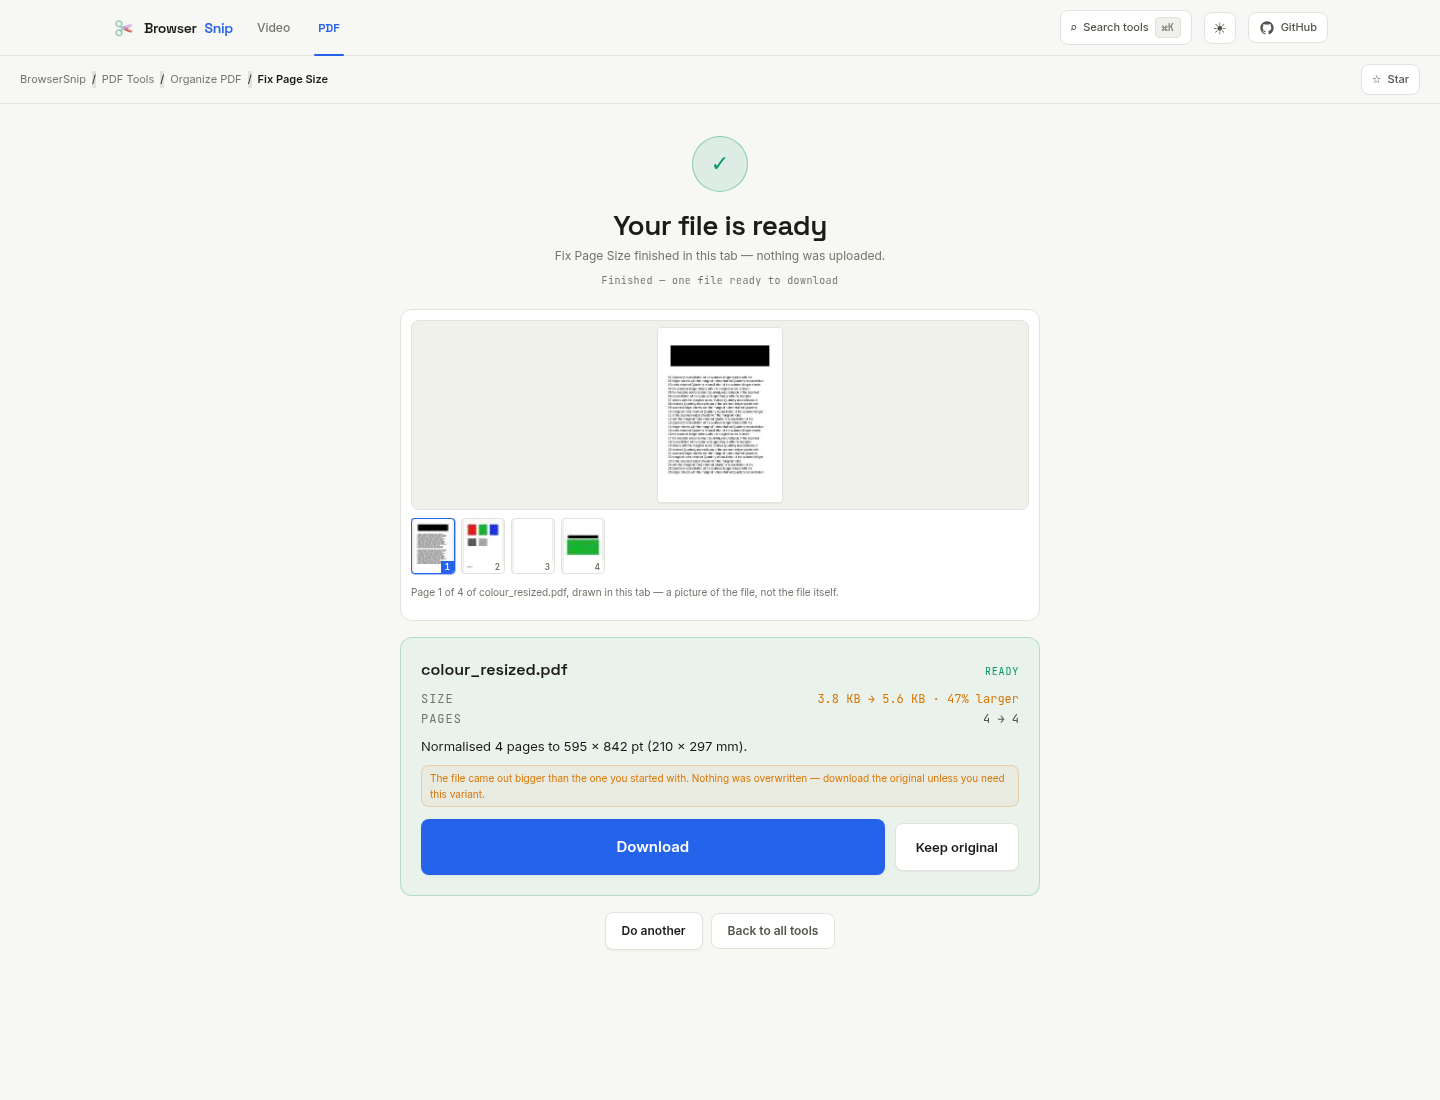 Browser Snip
Video
PDF
Search tools
⌘K
GitHub
BrowserSnip / PDF Tools / Organize PDF / Fix Page Size
☆ Star
✓
Your file is ready
Fix Page Size finished in this tab — nothing was uploaded.
Finished — one file ready to download
1
2
3
4
Page 1 of 4 of colour_resized.pdf, drawn in this tab — a picture of the file, not the file itself.
colour_resized.pdf
READY
SIZE
3.8 KB → 5.6 KB · 47% larger
PAGES
4 → 4
Normalised 4 pages to 595 × 842 pt (210 × 297 mm).
The file came out bigger than the one you started with. Nothing was overwritten — download the original unless you need
this variant.
Download
Keep original
Do another
Back to all tools